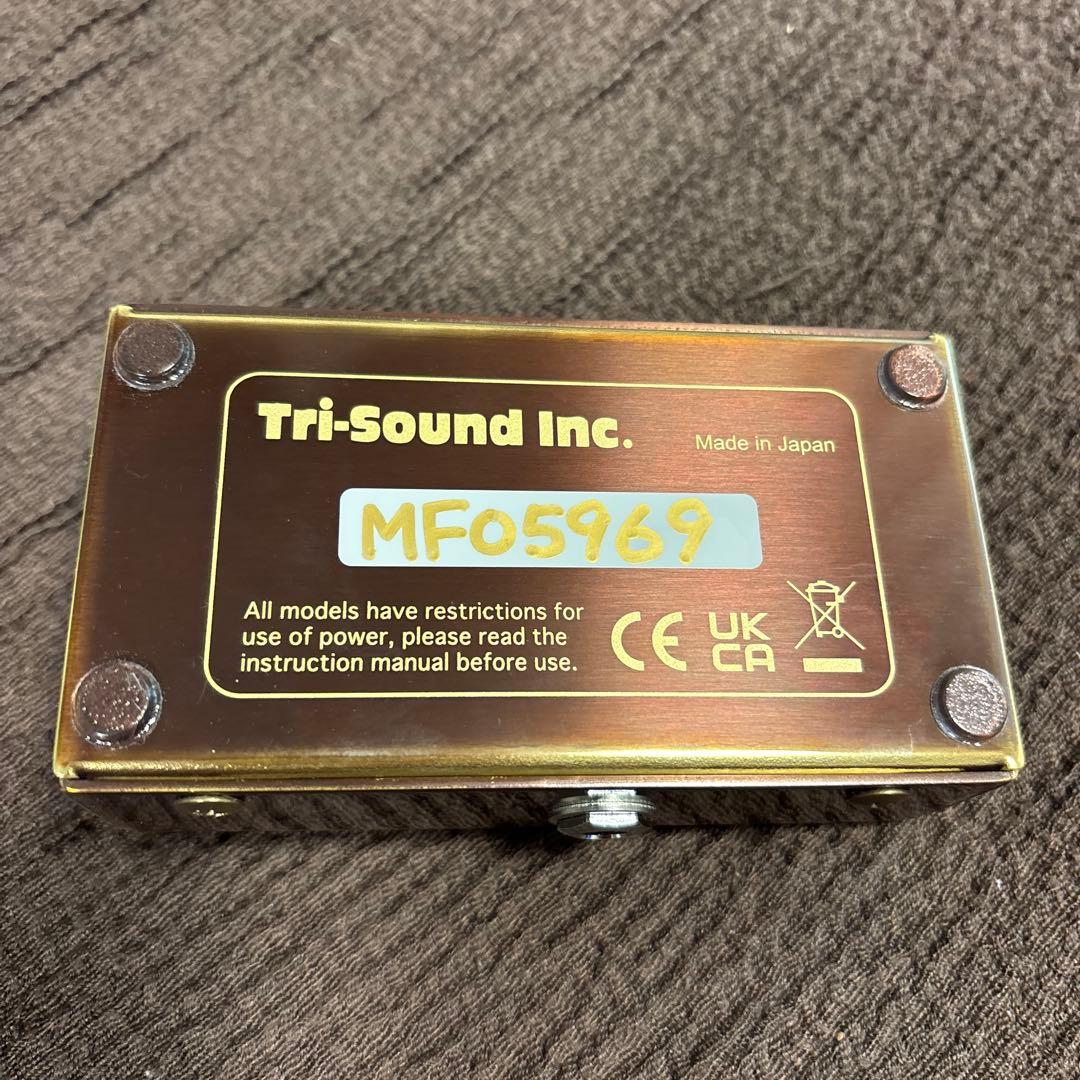 Tri-Sound Inc.
Made in Japan
MF05969
All models have restrictions for
use of power, please read the
instruction manual before use.
CE
UK
CA